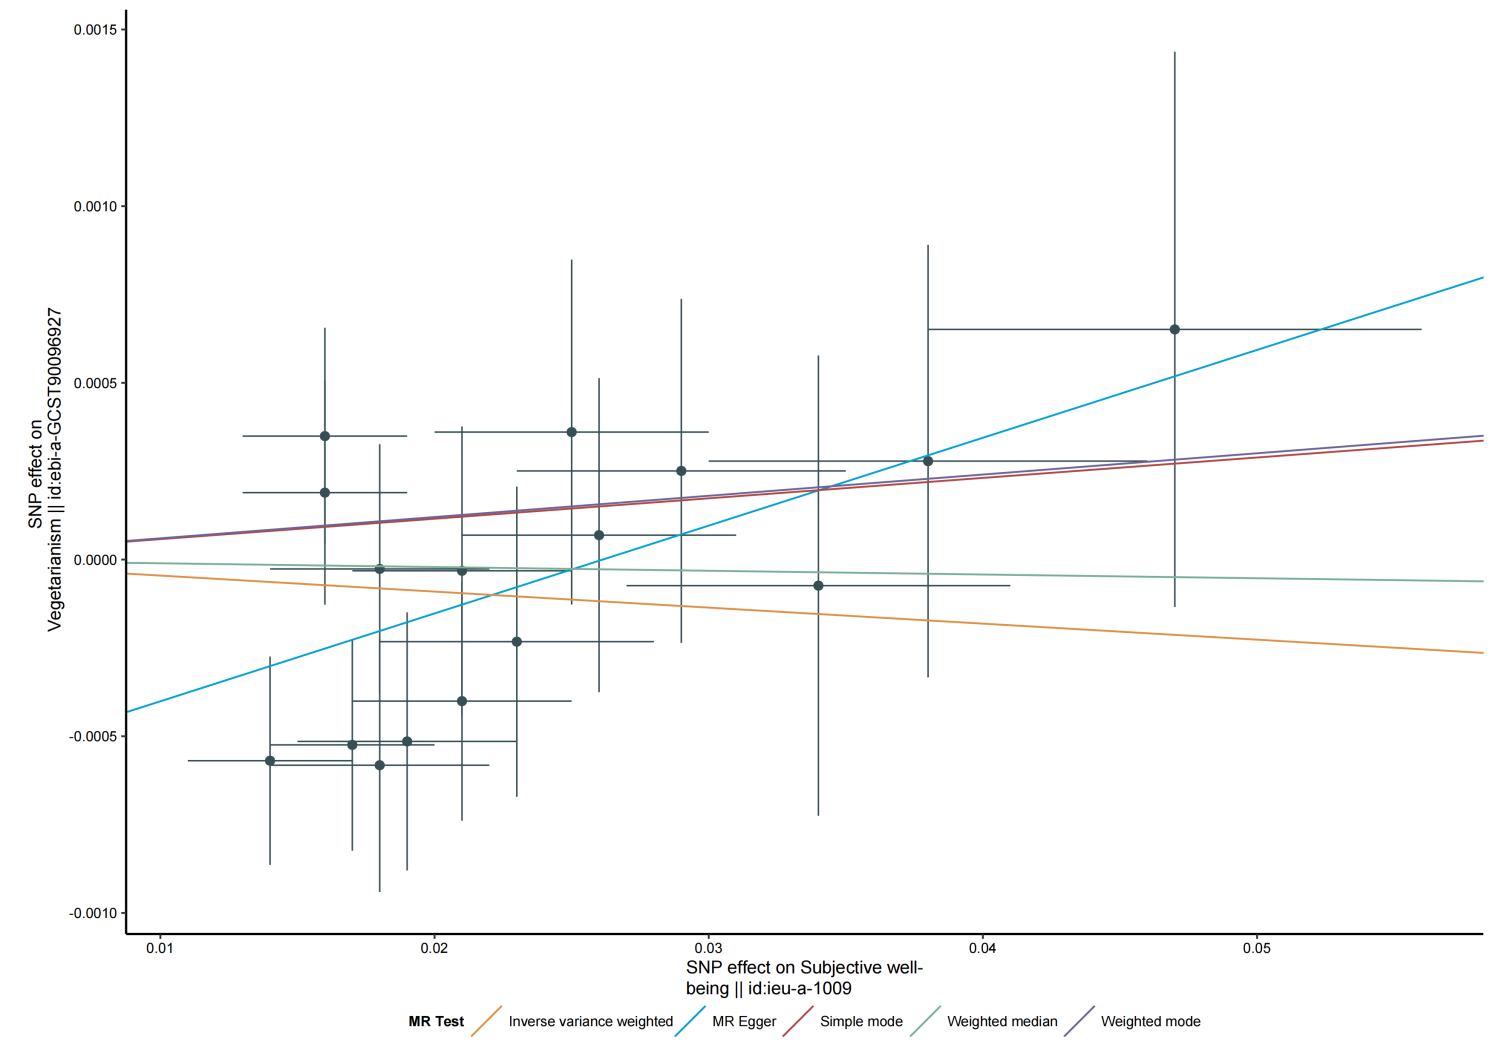 0.0015
0.0010
0.0005
0.0000
-0.0005
-0.0010
SNP effect on
Vegetarianism || id:ebi-a-GCST90096927
0.01
0.02
0.03
0.04
0.05
SNP effect on Subjective well-
being || id:ieu-a-1009
MR Test Inverse variance weighted MR Egger Simple mode Weighted median Weighted mode